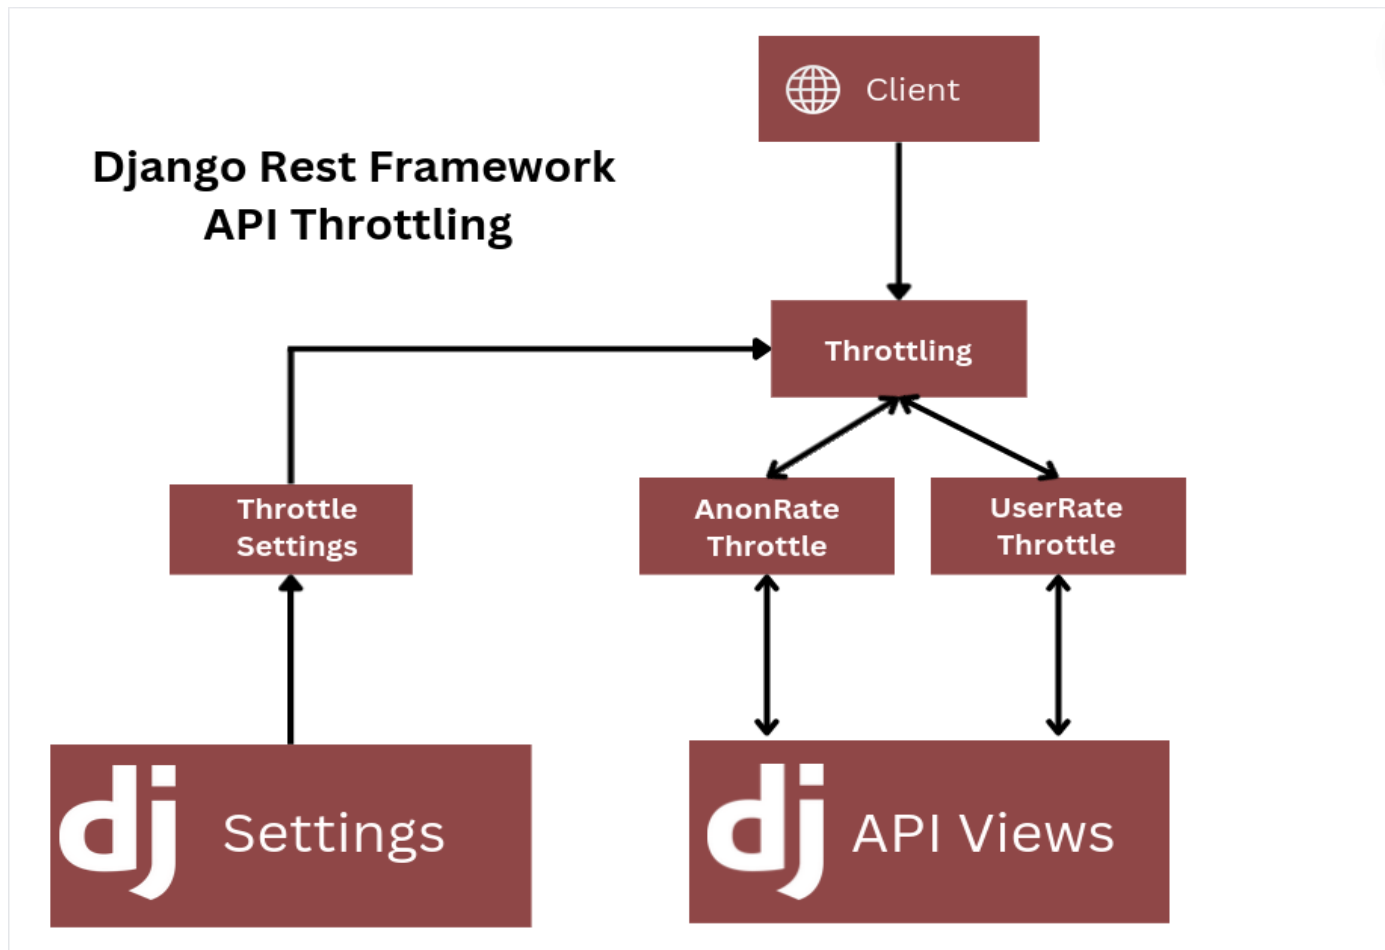 Client
Django Rest Framework
API Throttling
Throttling
Throttle
Settings
AnonRate
Throttle
UserRate
Throttle
dj Settings
dj API Views